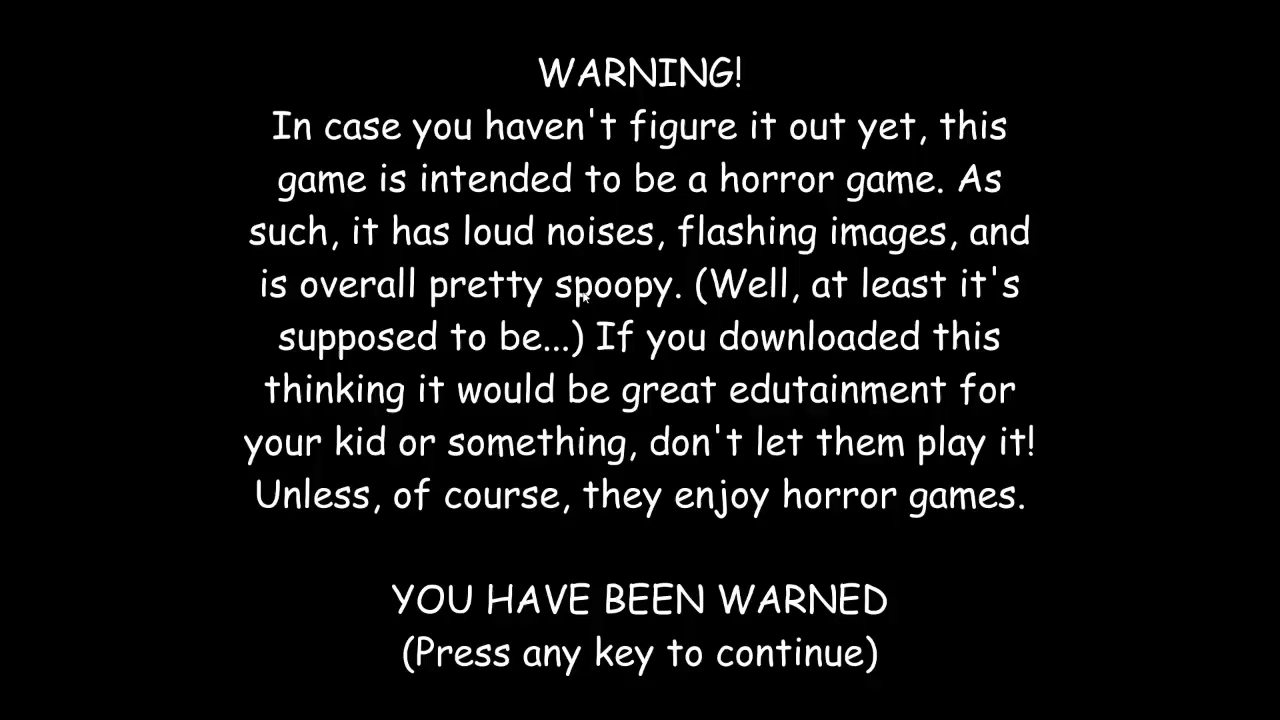 WARNING!
In case you haven't figure it out yet, this
game is intended to be a horror game. As
such, it has loud noises, flashing images, and
is overall pretty spoopy. (Well, at least it's
supposed to be...) If you downloaded this
thinking it would be great edutainment for
your kid or something, don't let them play it!
Unless, of course, they enjoy horror games.
YOU HAVE BEEN WARNED
(Press any key to continue)